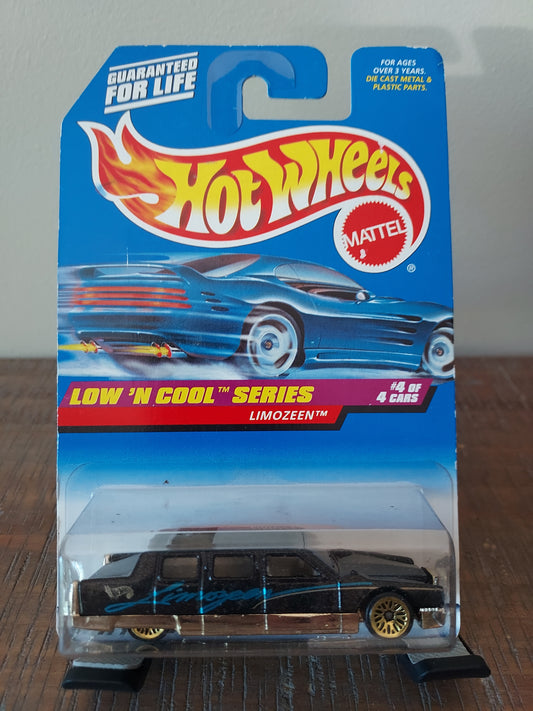 GUARANTEED
FOR LIFE
FOR AGES
OVER 3 YEARS.
DIE CAST METAL &
PLASTIC PARTS.
HOT WHEELS
MATTEL
®
LOW 'N COOL™ SERIES
#4 OF
4 CARS
LIMOZEEN™
Limozeen